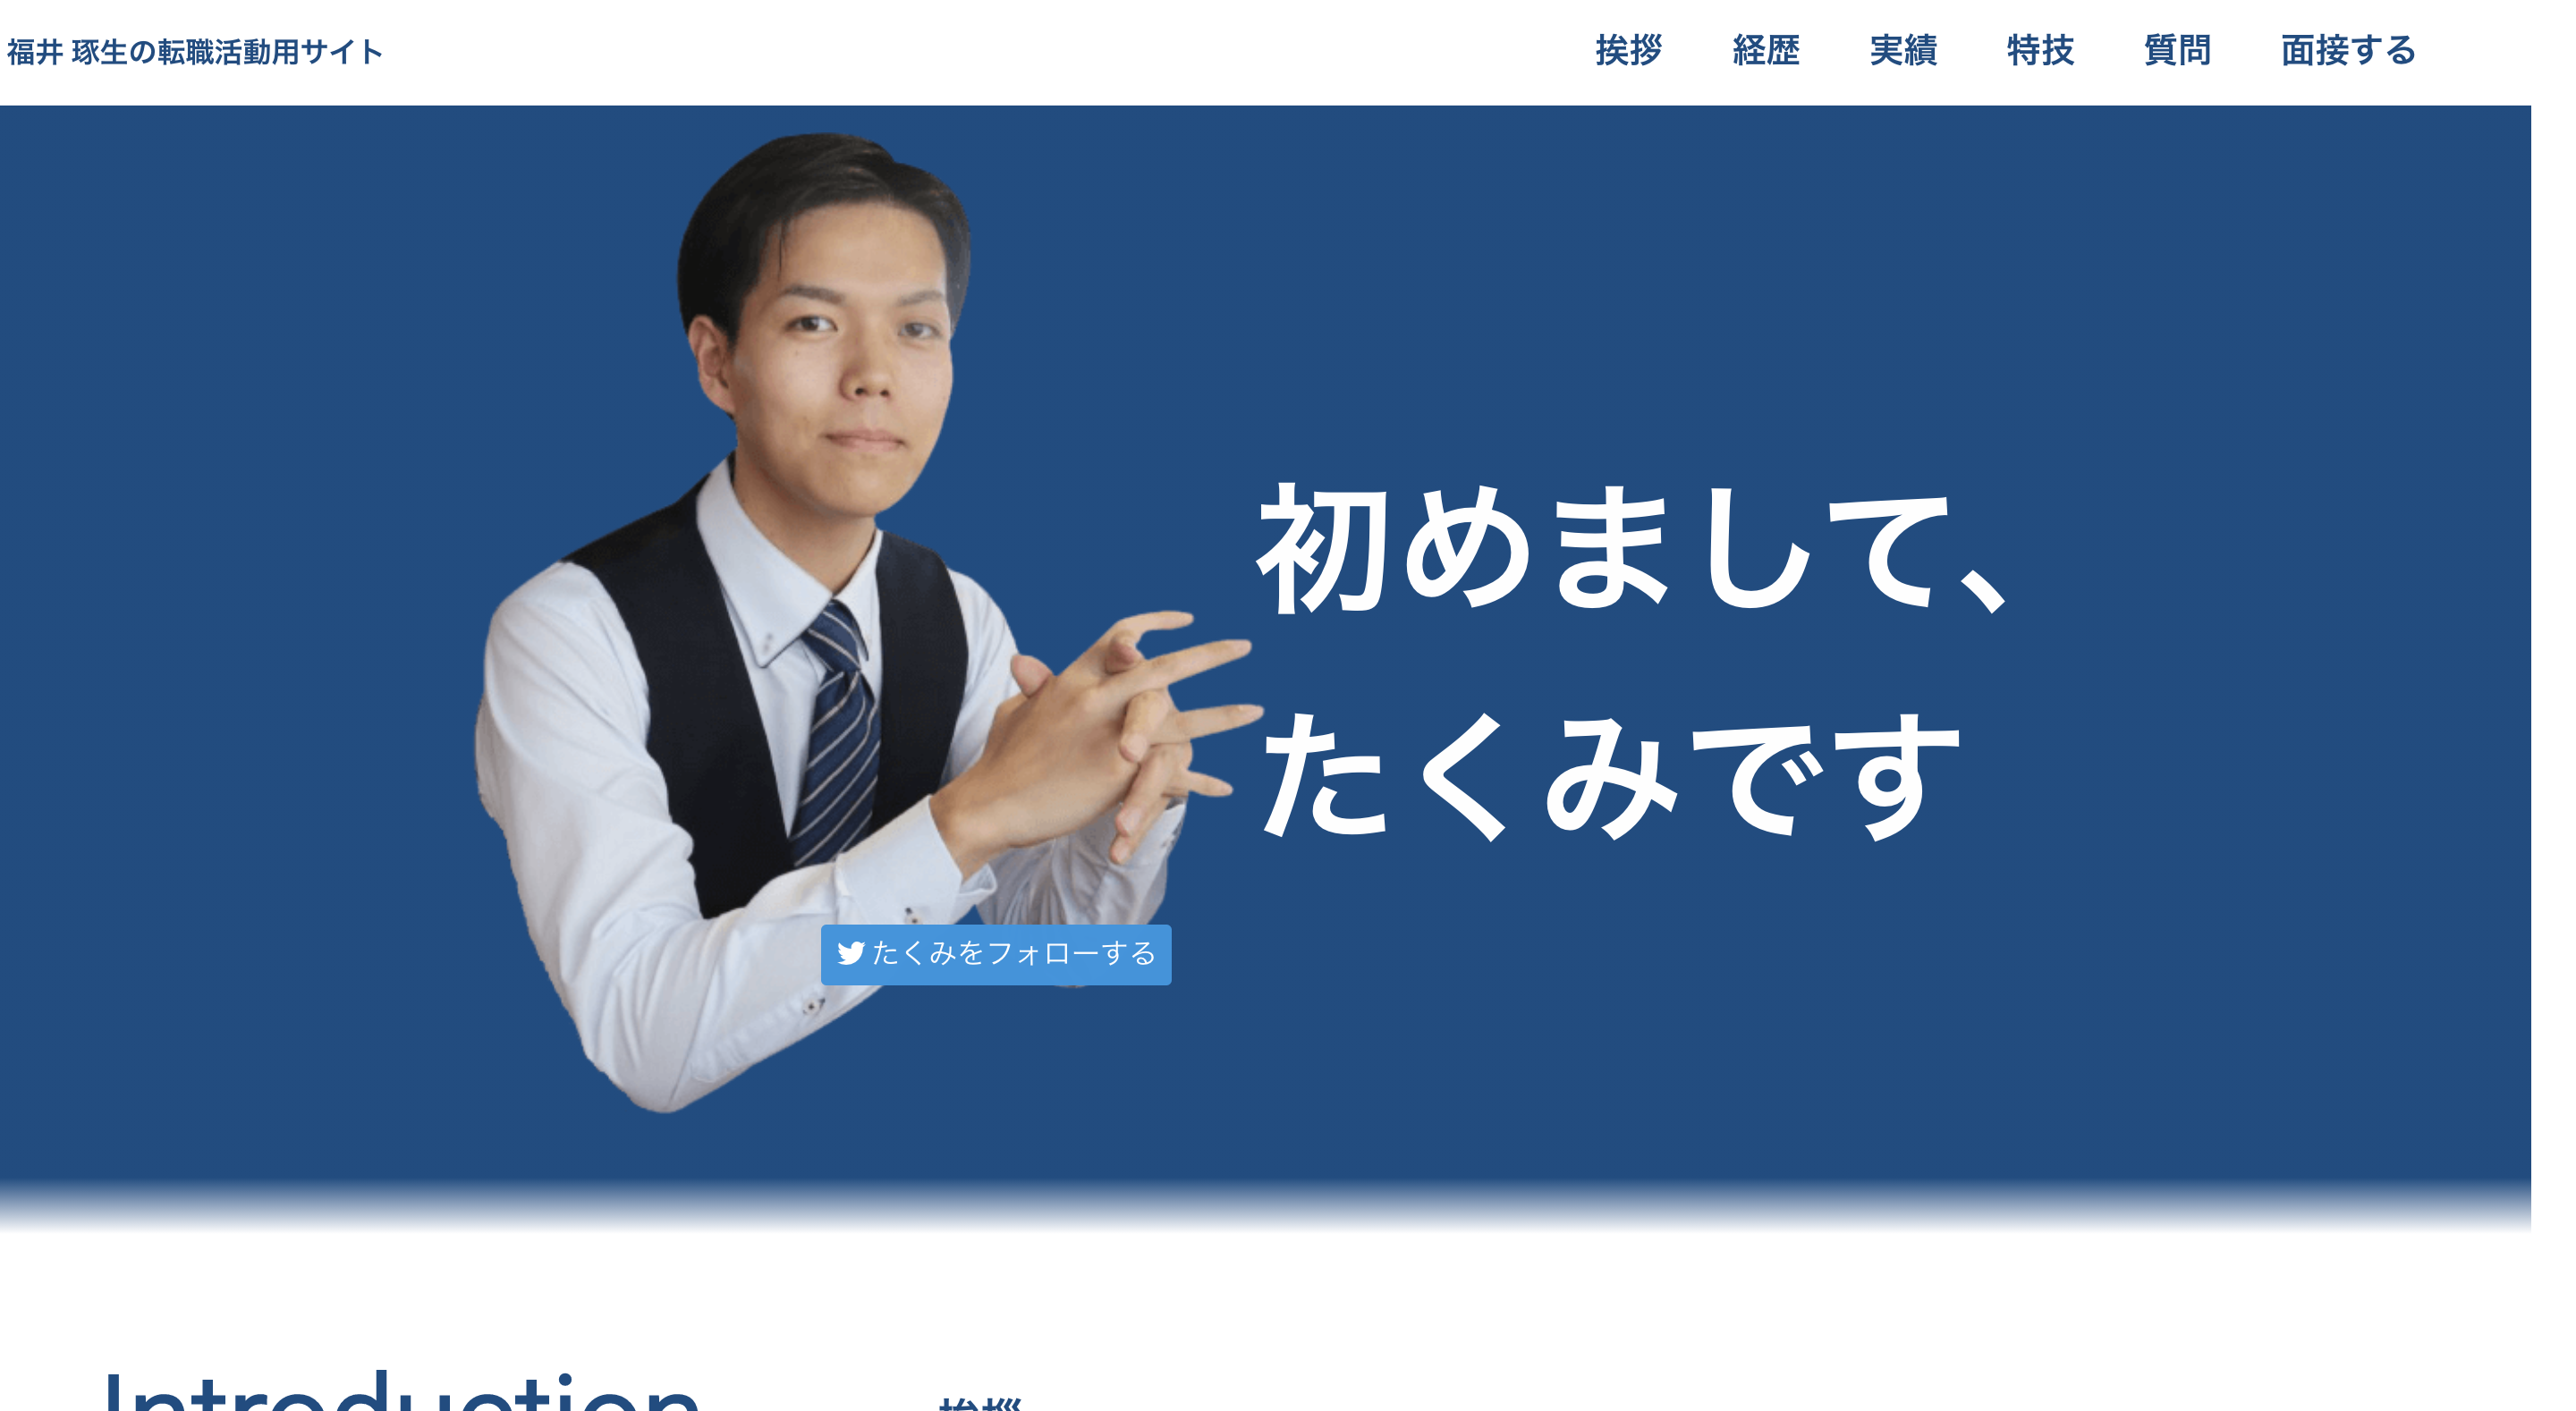 福井 琢生の転職活動用サイト
挨拶 経歴 実績 特技 質問 面接する
初めまして、
たくみです
たくみをフォローする
Introduction
挨拶